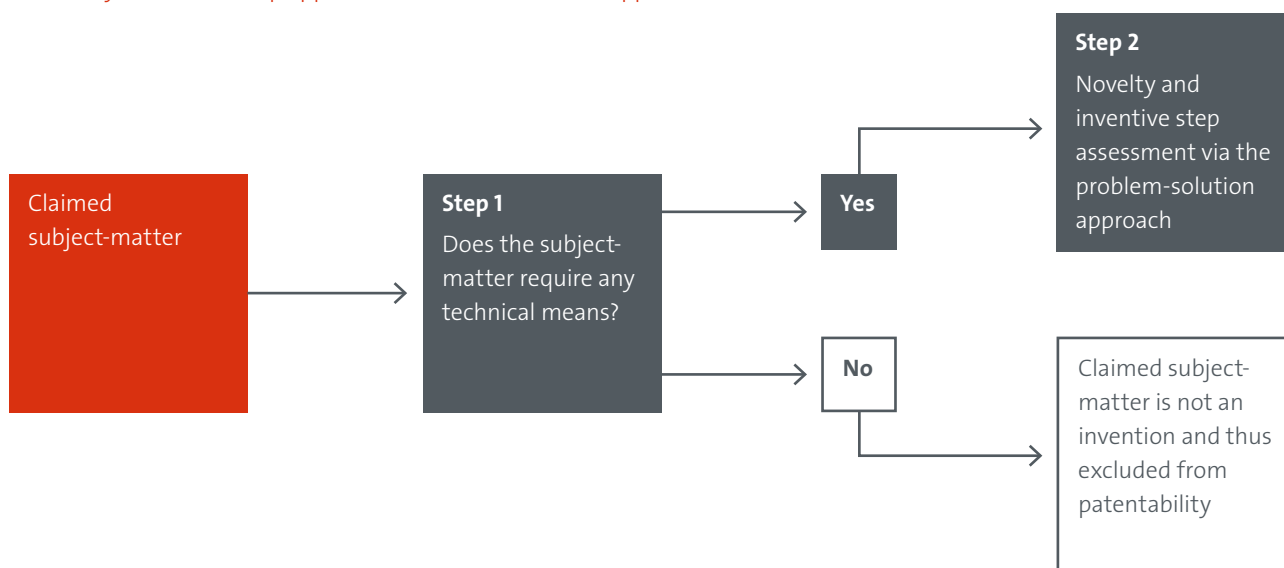 Claimed
subject-matter
Step 1
Does the subject-
matter require any
technical means?
Yes
Step 2
Novelty and
inventive step
assessment via the
problem-solution
approach
No
Claimed subject-
matter is not an
invention and thus
excluded from
patentability